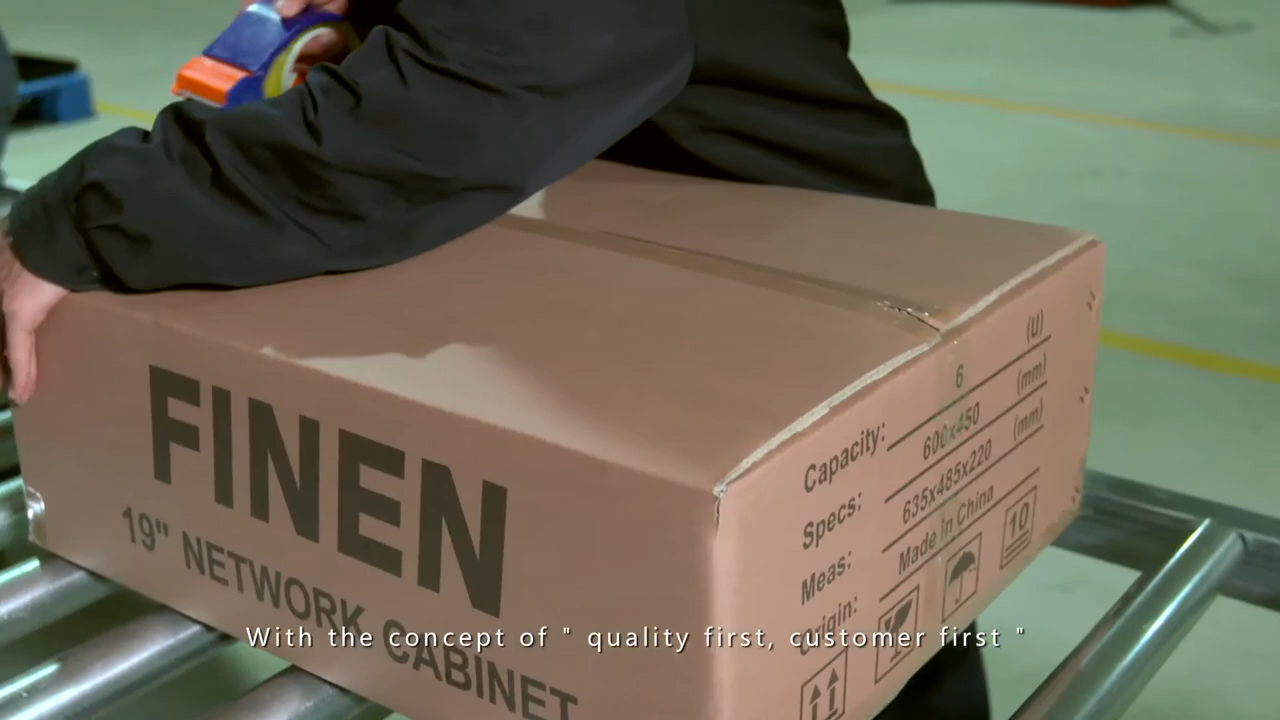 FINEN
19" NETWORK CABINET
Capacity: 6 (U)
Specs: 600x450 (mm)
Meas: 635x485x220 (mm)
Origin: Made in China
10
With the concept of " quality first, customer first "